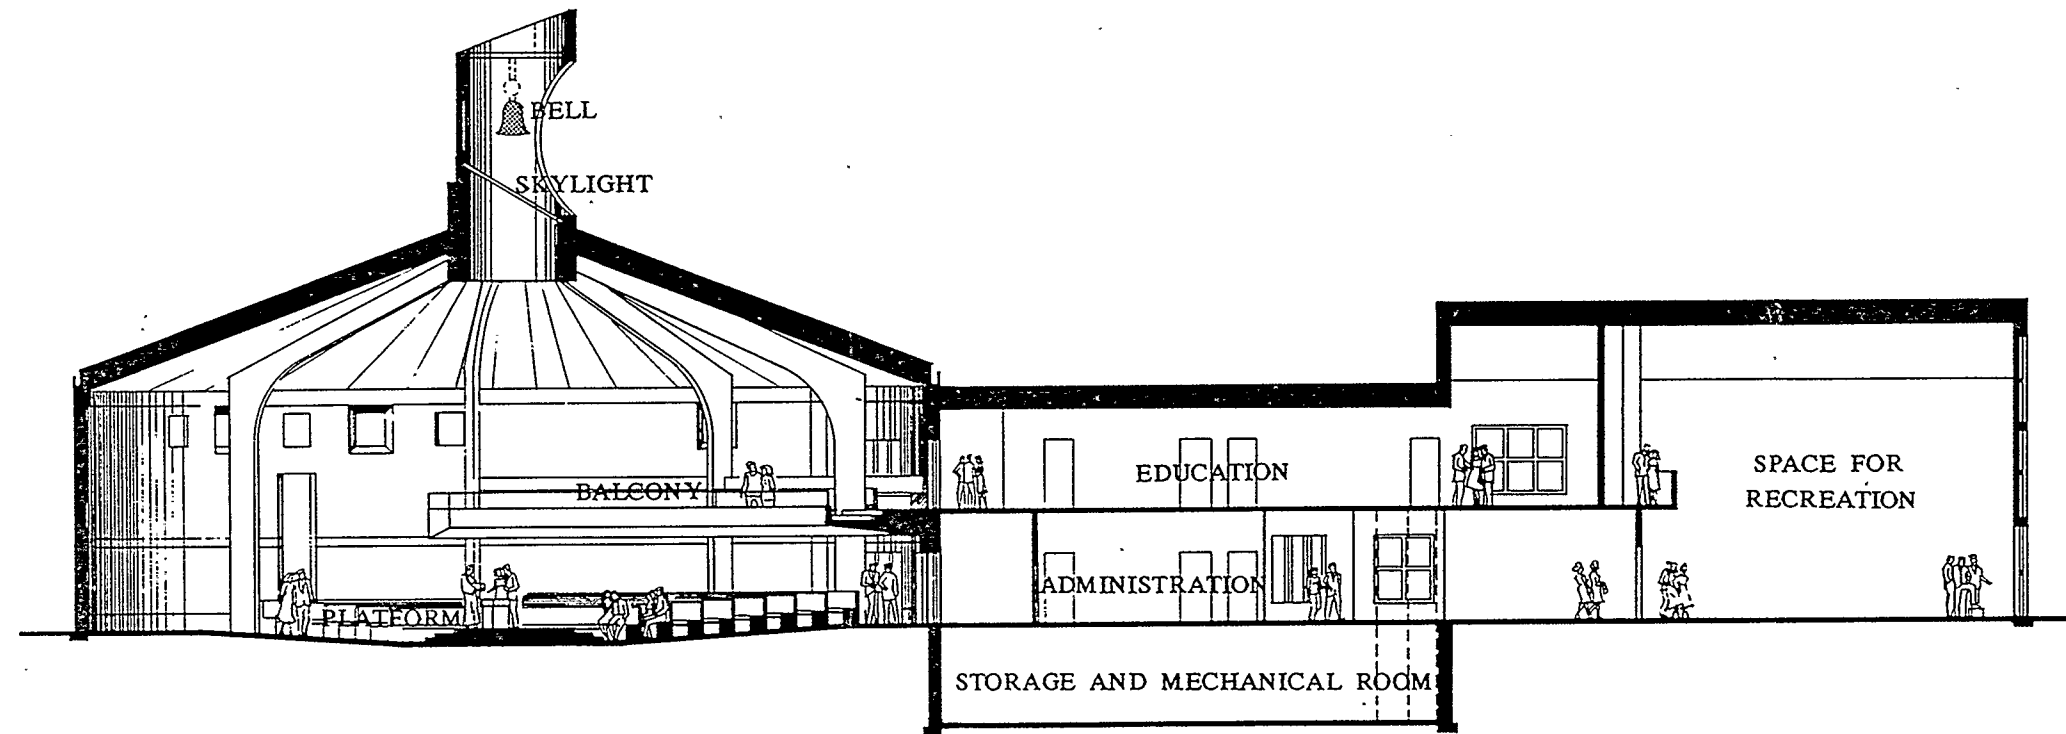 BELL
SKYLIGHT
BALCONY
PLATFORM
EDUCATION
ADMINISTRATION
SPACE FOR
RECREATION
STORAGE AND MECHANICAL ROOM